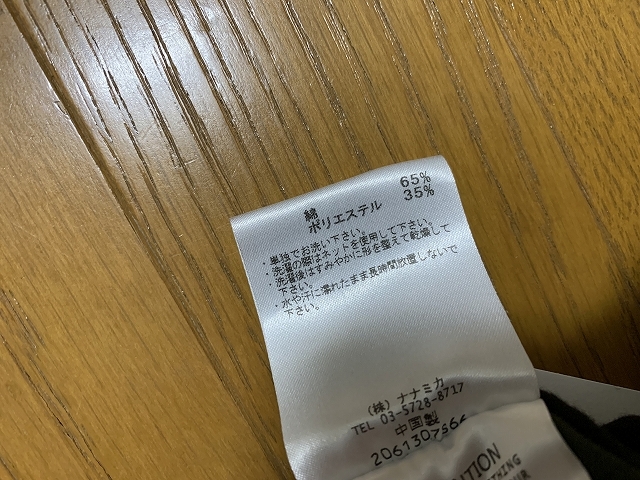 綿 65%
ポリエステル 35%
・単独でお洗い下さい。
・洗濯の際はネットを使用して下さい。
・洗濯後はすみやかに形を整えて乾燥して
下さい。
・水や汗に濡れたまま長時間放置しないで
下さい。
(株) ナナミカ
TEL 03-5728-8717
中国製